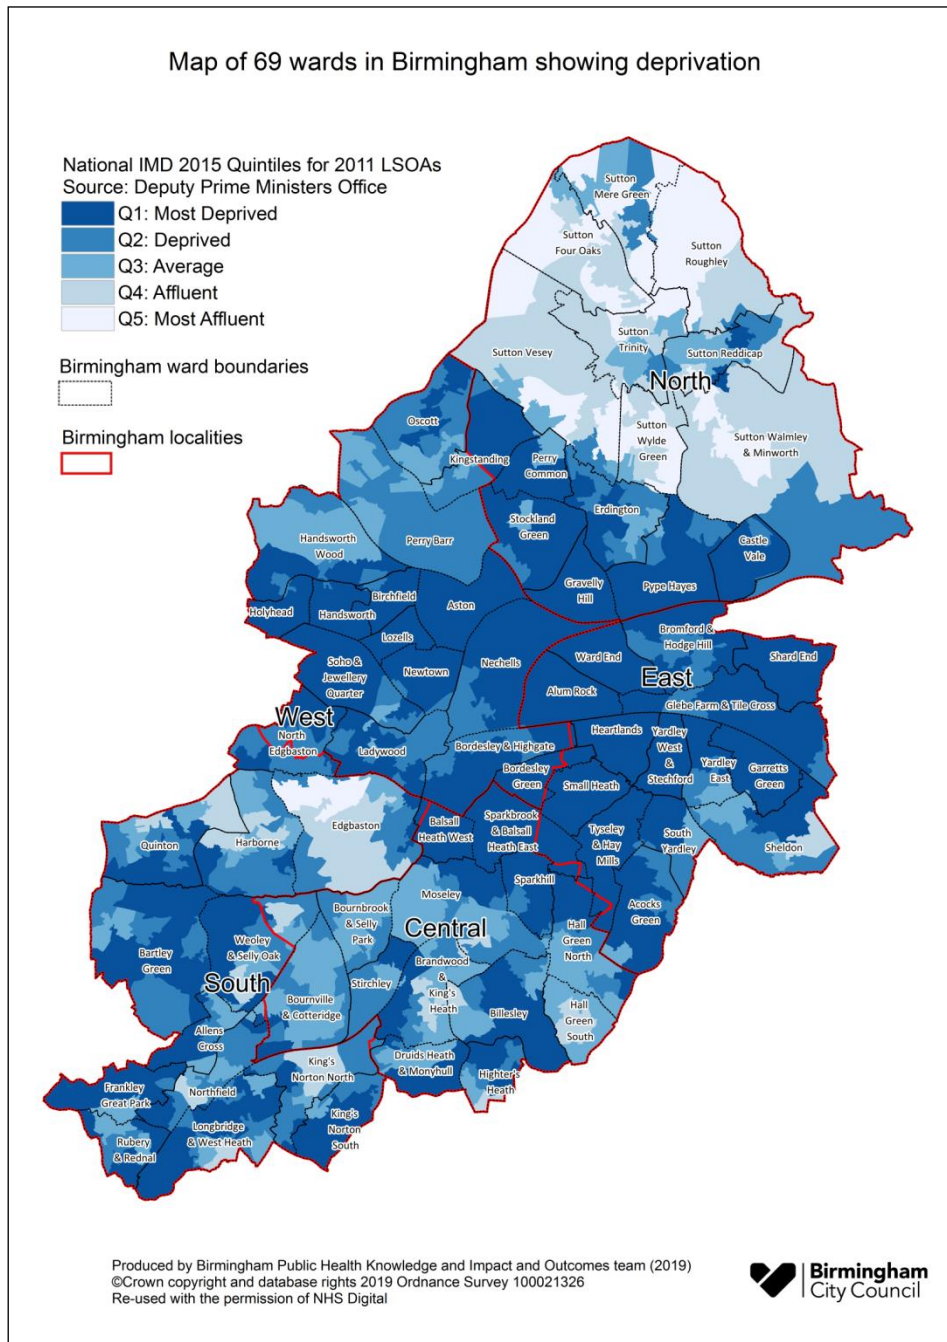 Map of 69 wards in Birmingham showing deprivation
National IMD 2015 Quintiles for 2011 LSOAs
Source: Deputy Prime Ministers Office
Q1: Most Deprived
Q2: Deprived
Q3: Average
Q4: Affluent
Q5: Most Affluent
Birmingham ward boundaries
Birmingham localities
Sutton
Mere Green
Sutton
Four Oaks
Sutton
Roughley
Sutton
Trinity
Sutton Vesey
Sutton Reddicap
North
Sutton
Wylde
Green
Sutton Walmley
& Minworth
Oscott
Kingstanding
Perry
Common
Erdington
Stockland
Green
Handsworth
Wood
Perry Barr
Castle
Vale
Gravelly
Hill
Pype Hayes
Birchfield
Holyhead
Handsworth
Aston
Lozells
Bromford &
Hodge Hill
Soho &
Jewellery
Quarter
Newtown
Nechells
Ward End
Shard End
East
Alum Rock
Glebe Farm & Tile Cross
West
North
Edgbaston
Ladywood
Bordesley & Highgate
Heartlands
Yardley
West
&
Stechford
Yardley
East
Garretts
Green
Bordesley
Green
Small Heath
Edgbaston
Balsall
Heath West
Sparkbrook
& Balsall
Heath East
Tyseley
& Hay
Mills
South
Yardley
Sheldon
Quinton
Harborne
Sparkhill
Moseley
Acocks
Green
Bournbrook
& Selly
Park
Central
Hall
Green
North
Weoley
& Selly Oak
Bartley
Green
South
Stirchley
Brandwood
&
King's
Heath
Bournville
& Cotteridge
Billesley
Hall
Green
South
Allens
Cross
King's
Norton North
Druids Heath
& Monyhull
Highter's
Heath
Frankley
Great Park
Northfield
King's
Norton
South
Longbridge
& West Heath
Rubery
& Rednal
Produced by Birmingham Public Health Knowledge and Impact and Outcomes team (2019)
©Crown copyright and database rights 2019 Ordnance Survey 100021326
Re-used with the permission of NHS Digital
Birmingham
City Council